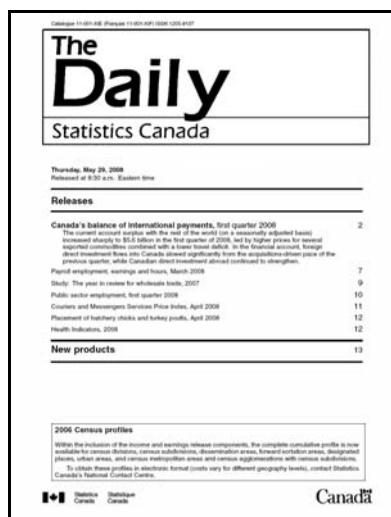 Catalogue 11-001-XIE (Français 11-001-XIF) ISSN 1205-9137
The
Daily
Statistics Canada
Thursday, May 29, 2008
Released at 8:30 a.m. Eastern time
Releases
Canada's balance of international payments, first quarter 2008 2
The current account surplus with the rest of the world (on a seasonally adjusted basis)
increased sharply to $5.6 billion in the first quarter of 2008, led by higher prices for several
exported commodities combined with a lower travel deficit. In the financial account, foreign
direct investment flows into Canada slowed significantly from the acquisitions-driven pace of the
previous quarter, while Canadian direct investment abroad continued to strengthen.
Payroll employment, earnings and hours, March 2008 7
Study: The year in review for wholesale trade, 2007 9
Public sector employment, first quarter 2008 10
Couriers and Messengers Services Price Index, April 2008 11
Placement of hatchery chicks and turkey poults, April 2008 12
Health Indicators, 2008 12
New products 13
2006 Census profiles
Within the inclusion of the income and earnings release components, the complete cumulative profile is now
available for census divisions, census subdivisions, dissemination areas, forward sortation areas, designated
places, urban areas, and census metropolitan areas and census agglomerations with census subdivisions.
To obtain these profiles in electronic format (costs vary for different geography levels), contact Statistics
Canada's National Contact Centre.
Statistics Statistique
Canada Canada
Canada